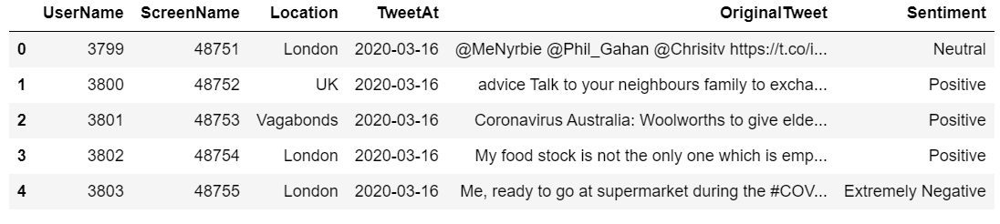 UserName ScreenName Location TweetAt OriginalTweet Sentiment
0 3799 48751 London 2020-03-16 @MeNyrbie @Phil_Gahan @Chrisitv https://t.co/i... Neutral
1 3800 48752 UK 2020-03-16 advice Talk to your neighbours family to excha... Positive
2 3801 48753 Vagabonds 2020-03-16 Coronavirus Australia: Woolworths to give elde... Positive
3 3802 48754 London 2020-03-16 My food stock is not the only one which is emp... Positive
4 3803 48755 London 2020-03-16 Me, ready to go at supermarket during the #COV... Extremely Negative